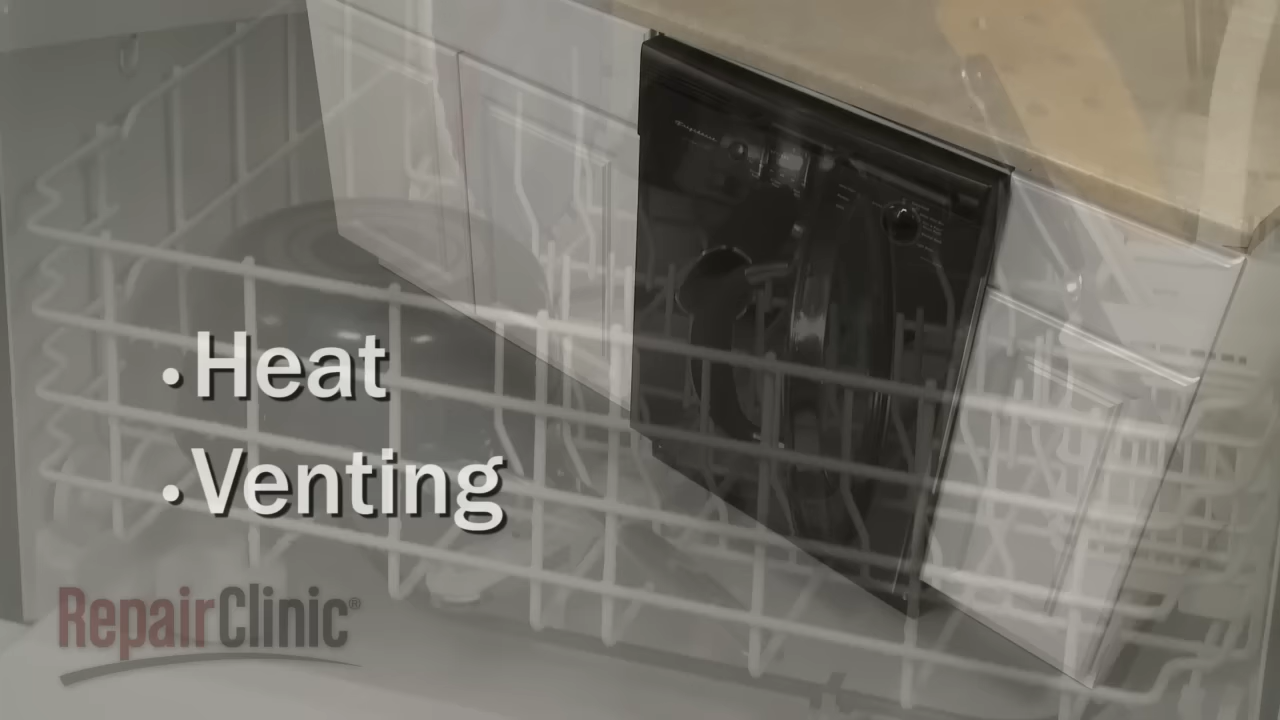 • Heat
• Venting
RepairClinic®